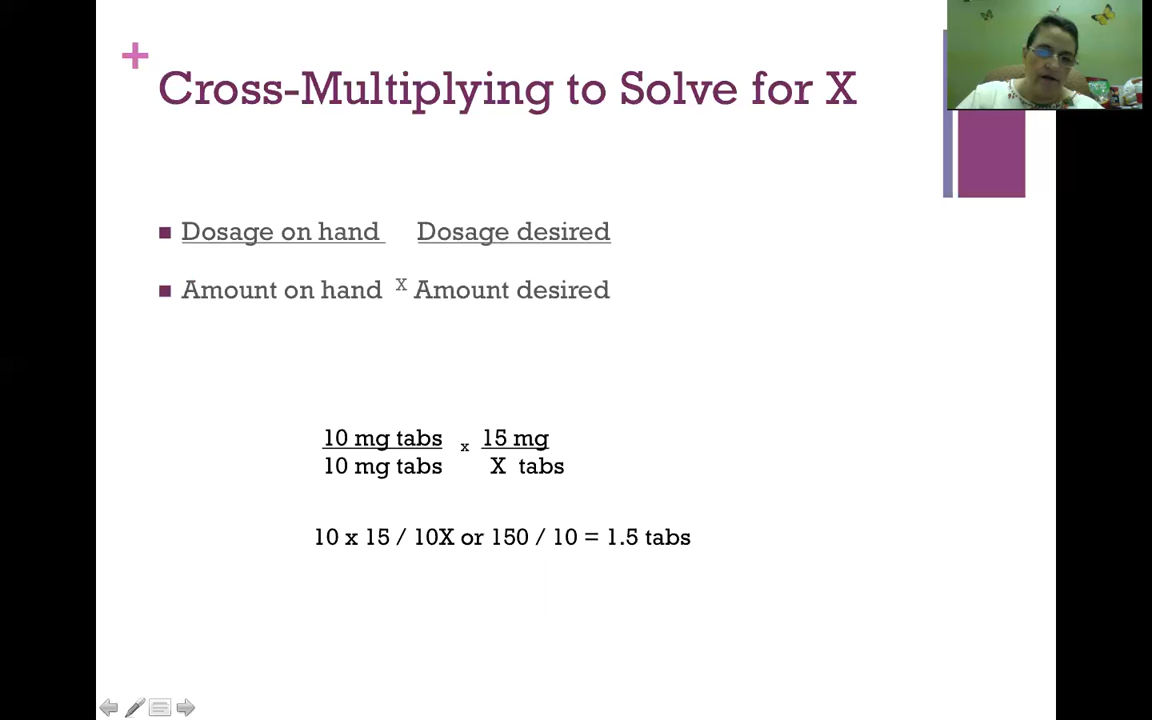 +
Cross-Multiplying to Solve for X
Dosage on hand Dosage desired
Amount on hand X Amount desired
10 mg tabs x 15 mg
10 mg tabs X tabs
10 x 15 / 10X or 150 / 10 = 1.5 tabs